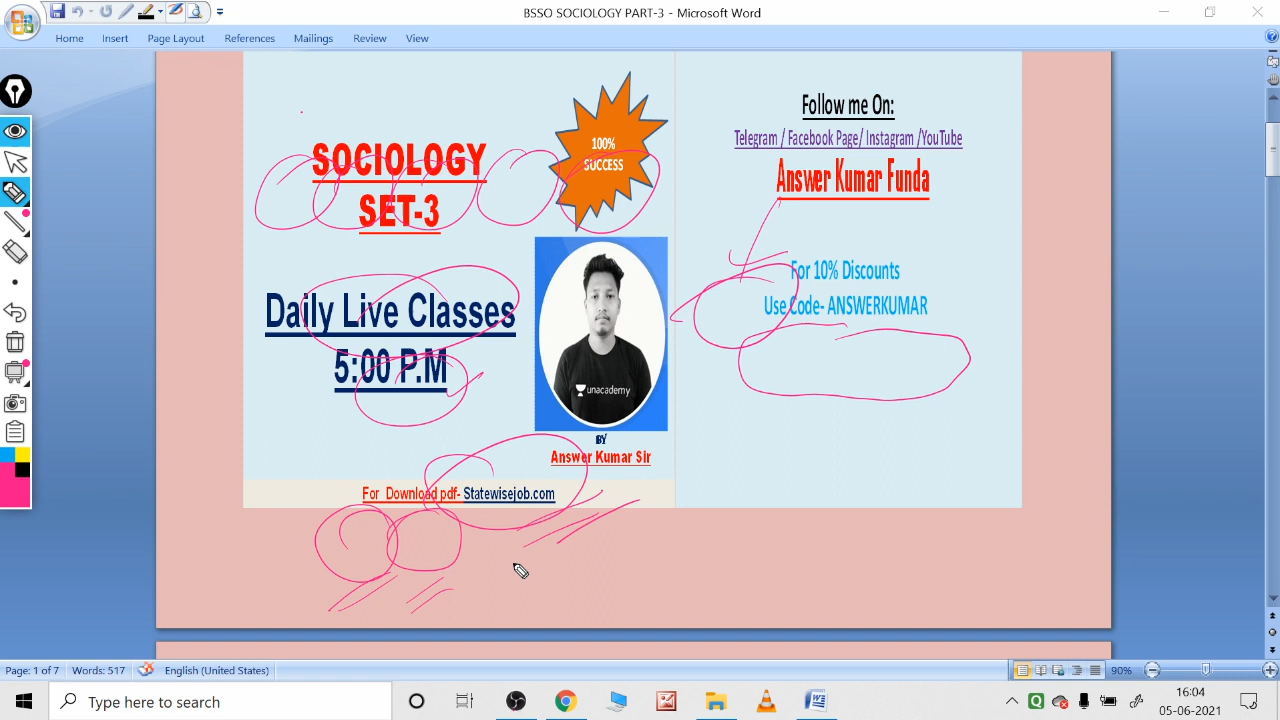 BSSO SOCIOLOGY PART-3 - Microsoft Word
Home Insert Page Layout References Mailings Review View
SOCIOLOGY
SET-3
100%
SUCCESS
Daily Live Classes
5:00 P.M
unacademy
BY
Answer Kumar Sir
For Download pdf- Statewisejob.com
Follow me On:
Telegram / Facebook Page/ Instagram /YouTube
Answer Kumar Funda
For 10% Discounts
Use Code- ANSWERKUMAR
Page: 1 of 7 Words: 517 English (United States) 90%
Type here to search
16:04
05-06-2021